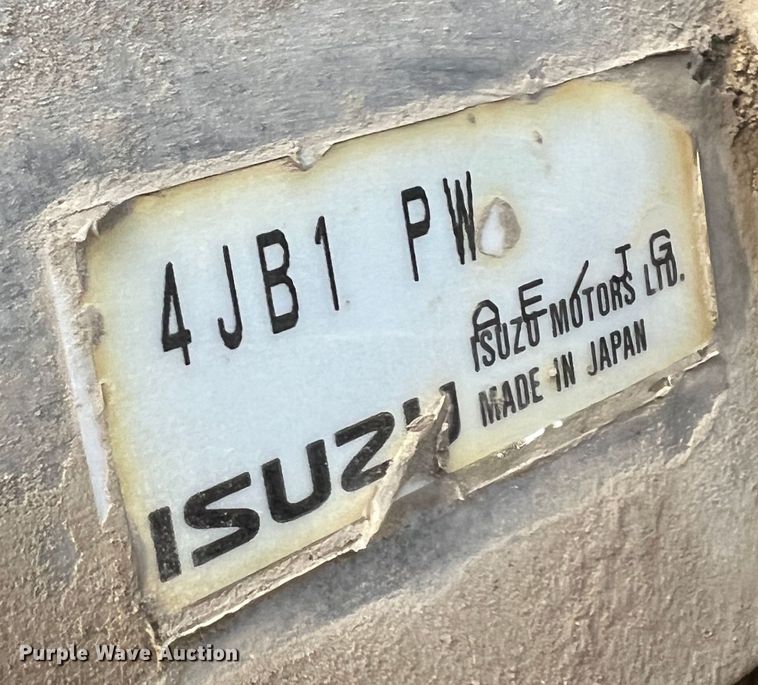 4JB1 PW
AE/TG
ISUZU MOTORS LTD.
MADE IN JAPAN
ISUZU
Purple Wave Auction